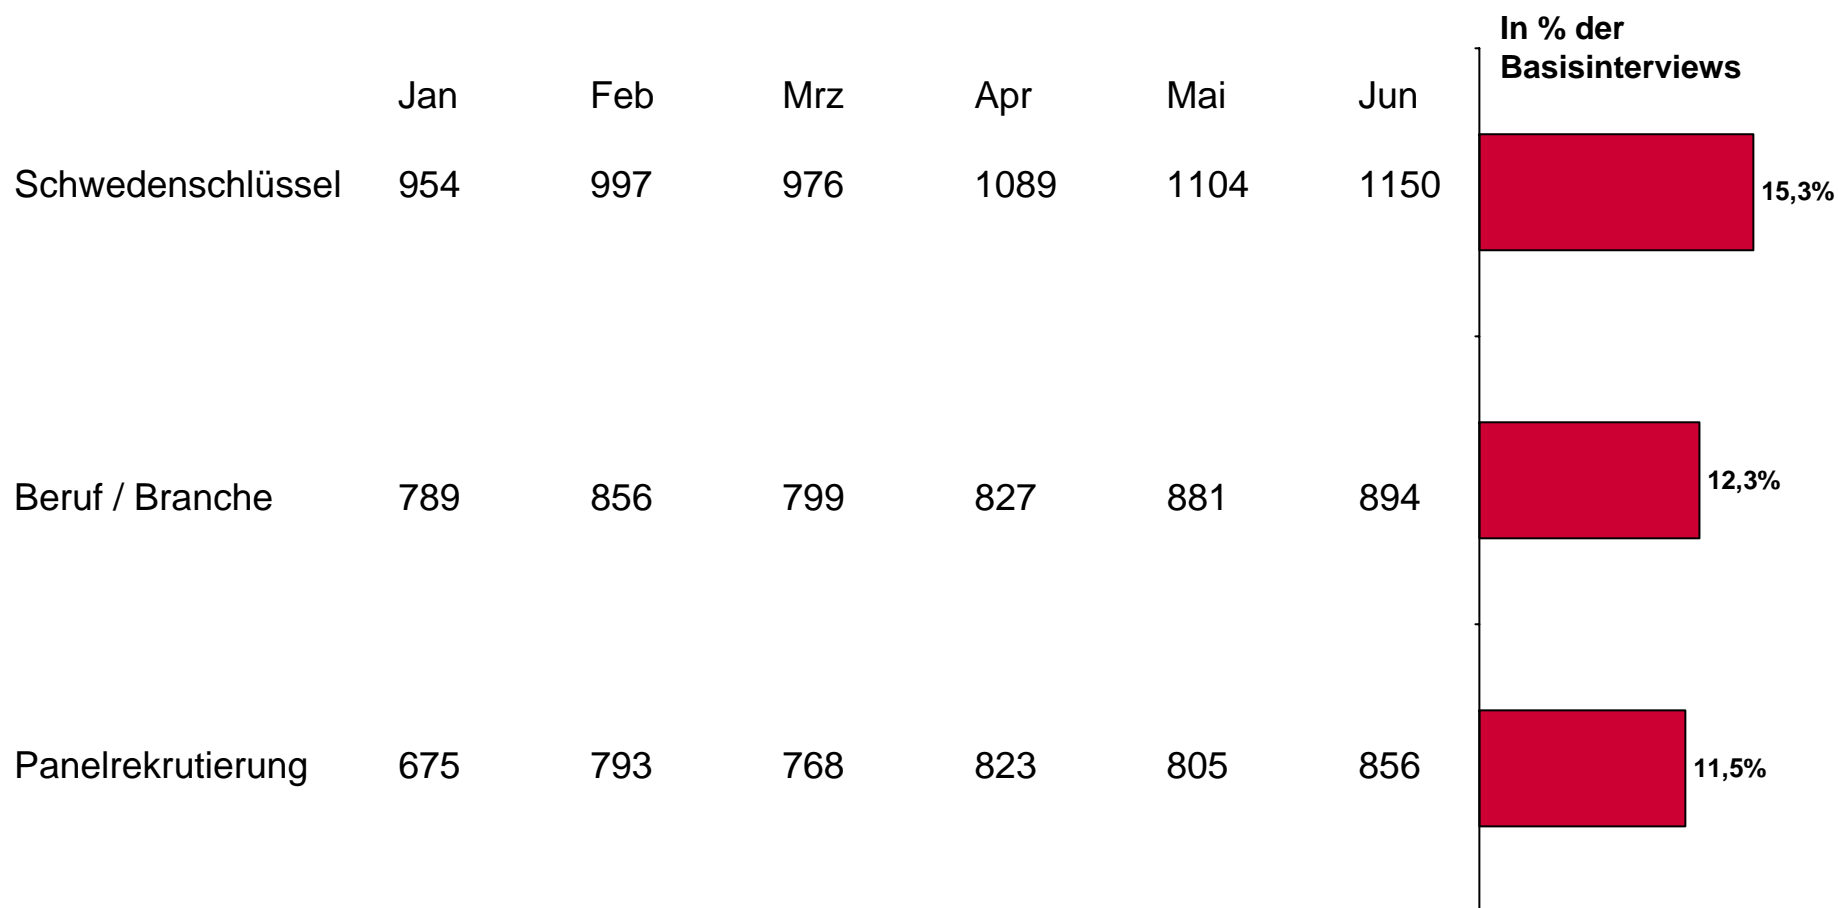 In % der
Basisinterviews
Jan Feb Mrz Apr Mai Jun
Schwedenschlüssel 954 997 976 1089 1104 1150 15,3%
Beruf / Branche 789 856 799 827 881 894 12,3%
Panelrekrutierung 675 793 768 823 805 856 11,5%